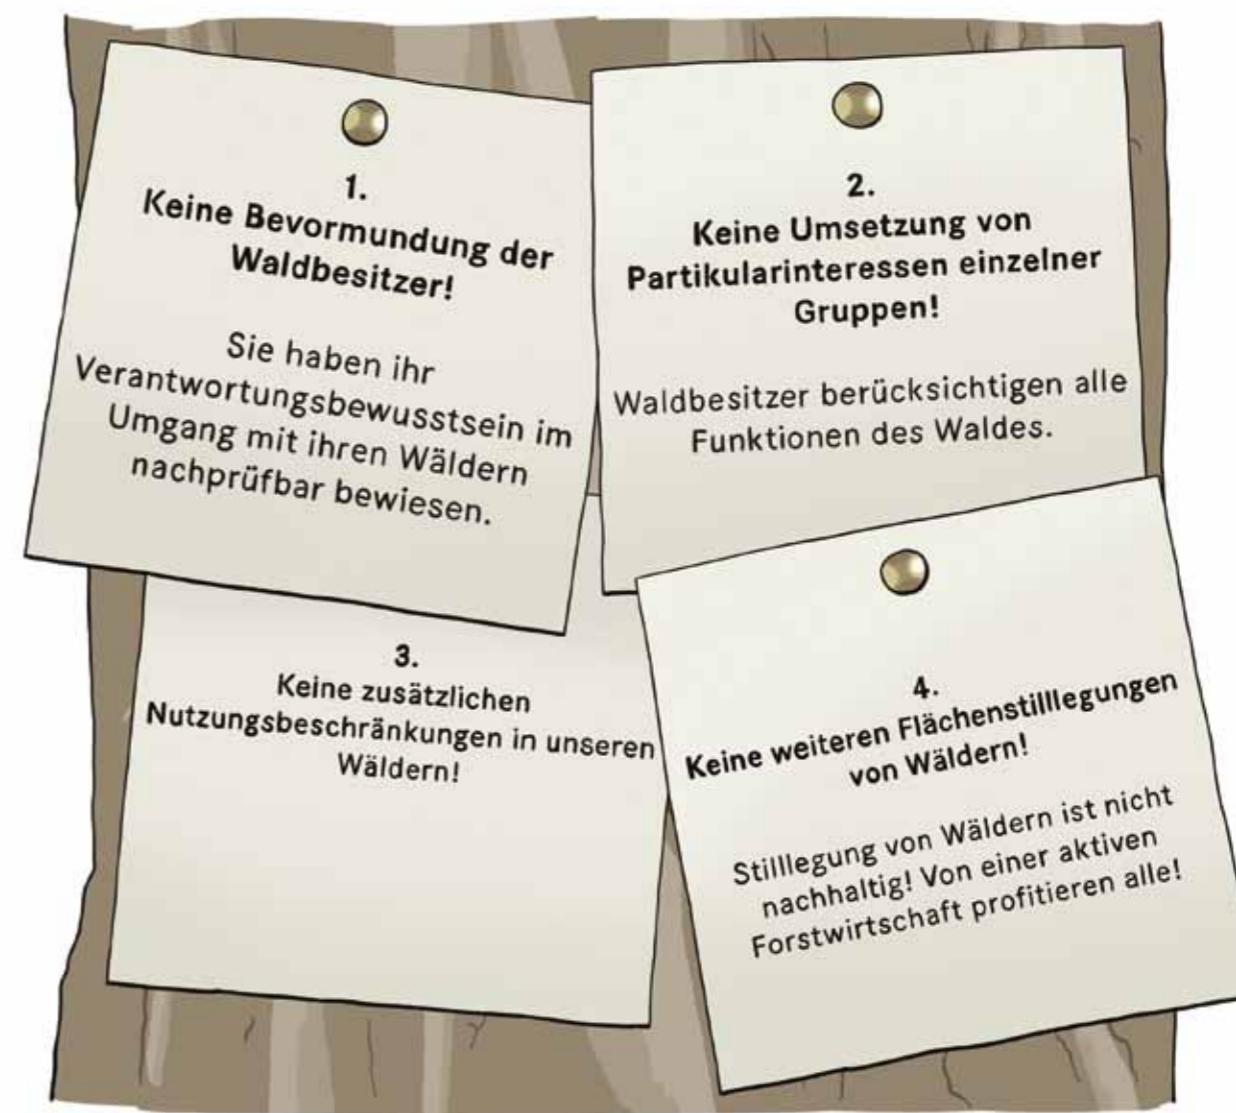 1.
Keine Bevormundung der
Waldbesitzer!
Sie haben ihr
Verantwortungsbewusstsein im
Umgang mit ihren Wäldern
nachprüfbar bewiesen.
2.
Keine Umsetzung von
Partikularinteressen einzelner
Gruppen!
Waldbesitzer berücksichtigen alle
Funktionen des Waldes.
3.
Keine zusätzlichen
Nutzungsbeschränkungen in unseren
Wäldern!
4.
Keine weiteren Flächenstilllegungen
von Wäldern!
Stilllegung von Wäldern ist nicht
nachhaltig! Von einer aktiven
Forstwirtschaft profitieren alle!